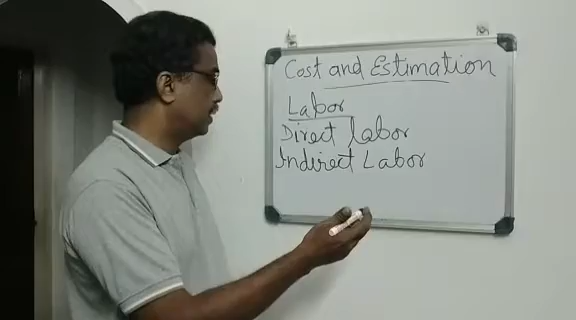 Cost and Estimation
Labor
Direct labor
Indirect Labor